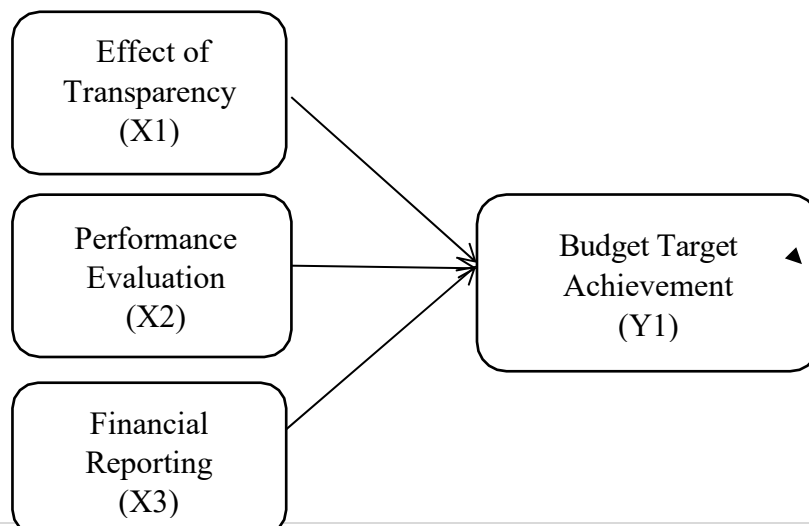 Effect of
Transparency
(X1)
Performance
Evaluation
(X2)
Budget Target
Achievement
(Y1)
Financial
Reporting
(X3)